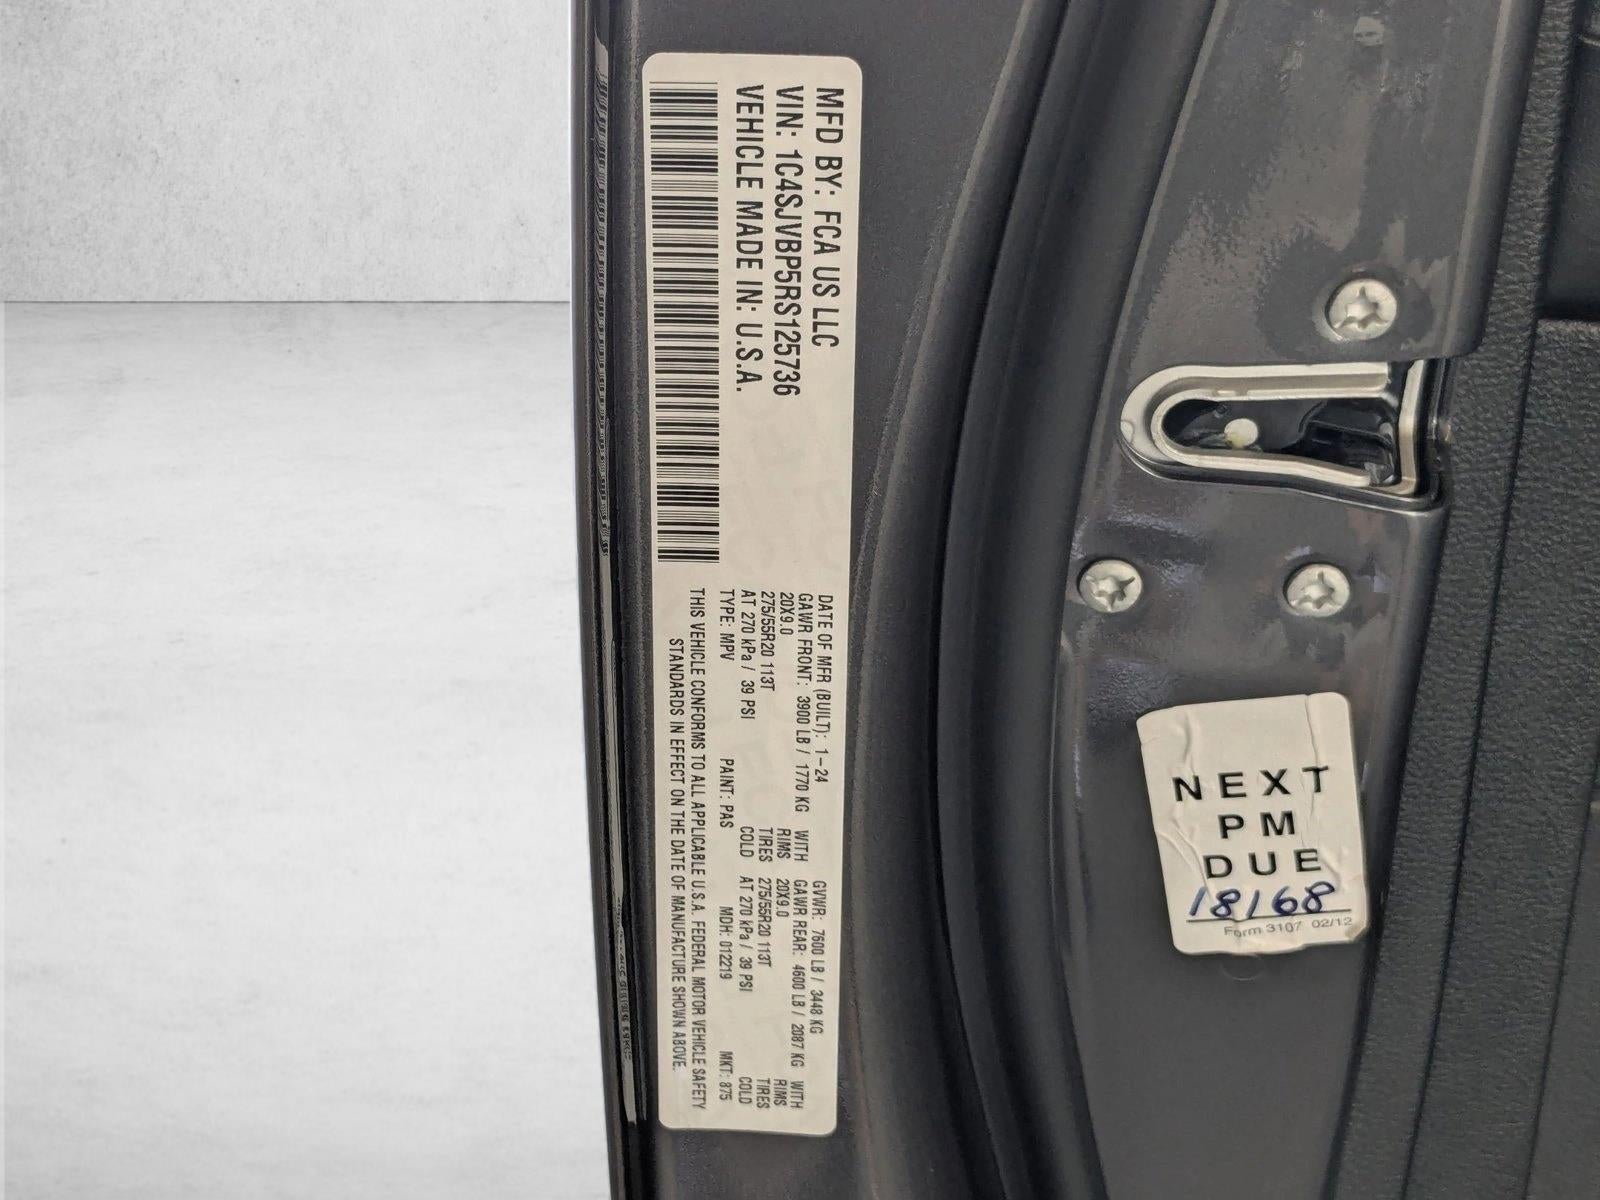 MFD BY: FCA US LLC
VIN: 1C4SJVBP5RS125736
VEHICLE MADE IN: U.S.A.
DATE OF MFR (BUILT): 1-24 GVWR: 7600 LB / 3448 KG
GAWR FRONT: 3900 LB / 1770 KG WITH GAWR REAR: 4600 LB / 2087 KG WITH
20X9.0 RIMS 20X9.0 RIMS
275/55R20 113T TIRES 275/55R20 113T TIRES
AT 270 kPa / 39 PSI COLD AT 270 kPa / 39 PSI COLD
TYPE: MPV PAINT: PAS MDH: 012219 MKT: 875
THIS VEHICLE CONFORMS TO ALL APPLICABLE U.S.A. FEDERAL MOTOR VEHICLE SAFETY
STANDARDS IN EFFECT ON THE DATE OF MANUFACTURE SHOWN ABOVE.
NEXT
PM
DUE
18168
Form 3107 02/12